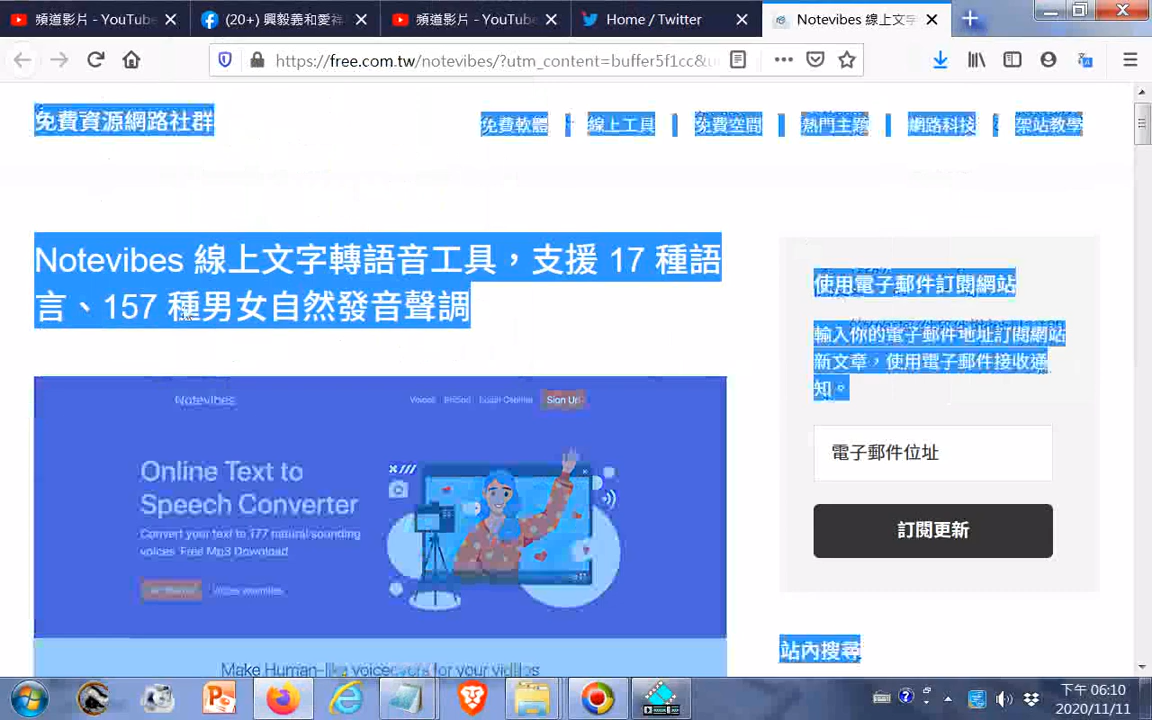 頻道影片 - YouTube
(20+) 興毅義和愛祥
頻道影片 - YouTube
Home / Twitter
Notevibes 線上文字
https://free.com.tw/notevibes/?utm_content=buffer5f1cc&u
免費資源網路社群
免費軟體
線上工具
免費空間
熱門主題
網路科技
架站教學
Notevibes 線上文字轉語音工具，支援 17 種語
言、157 種男女自然發音聲調
使用電子郵件訂閱網站
輸入你的電子郵件地址訂閱網站
新文章，使用電子郵件接收通
知。
電子郵件位址
訂閱更新
站內搜尋
Notevibes
Voices
Pricing
Sign Up
Online Text to
Speech Converter
Convert your text to 177 natural sounding
voices Free Mp3 Download
Make Human-like voiceovers for your videos
下午 06:10
2020/11/11